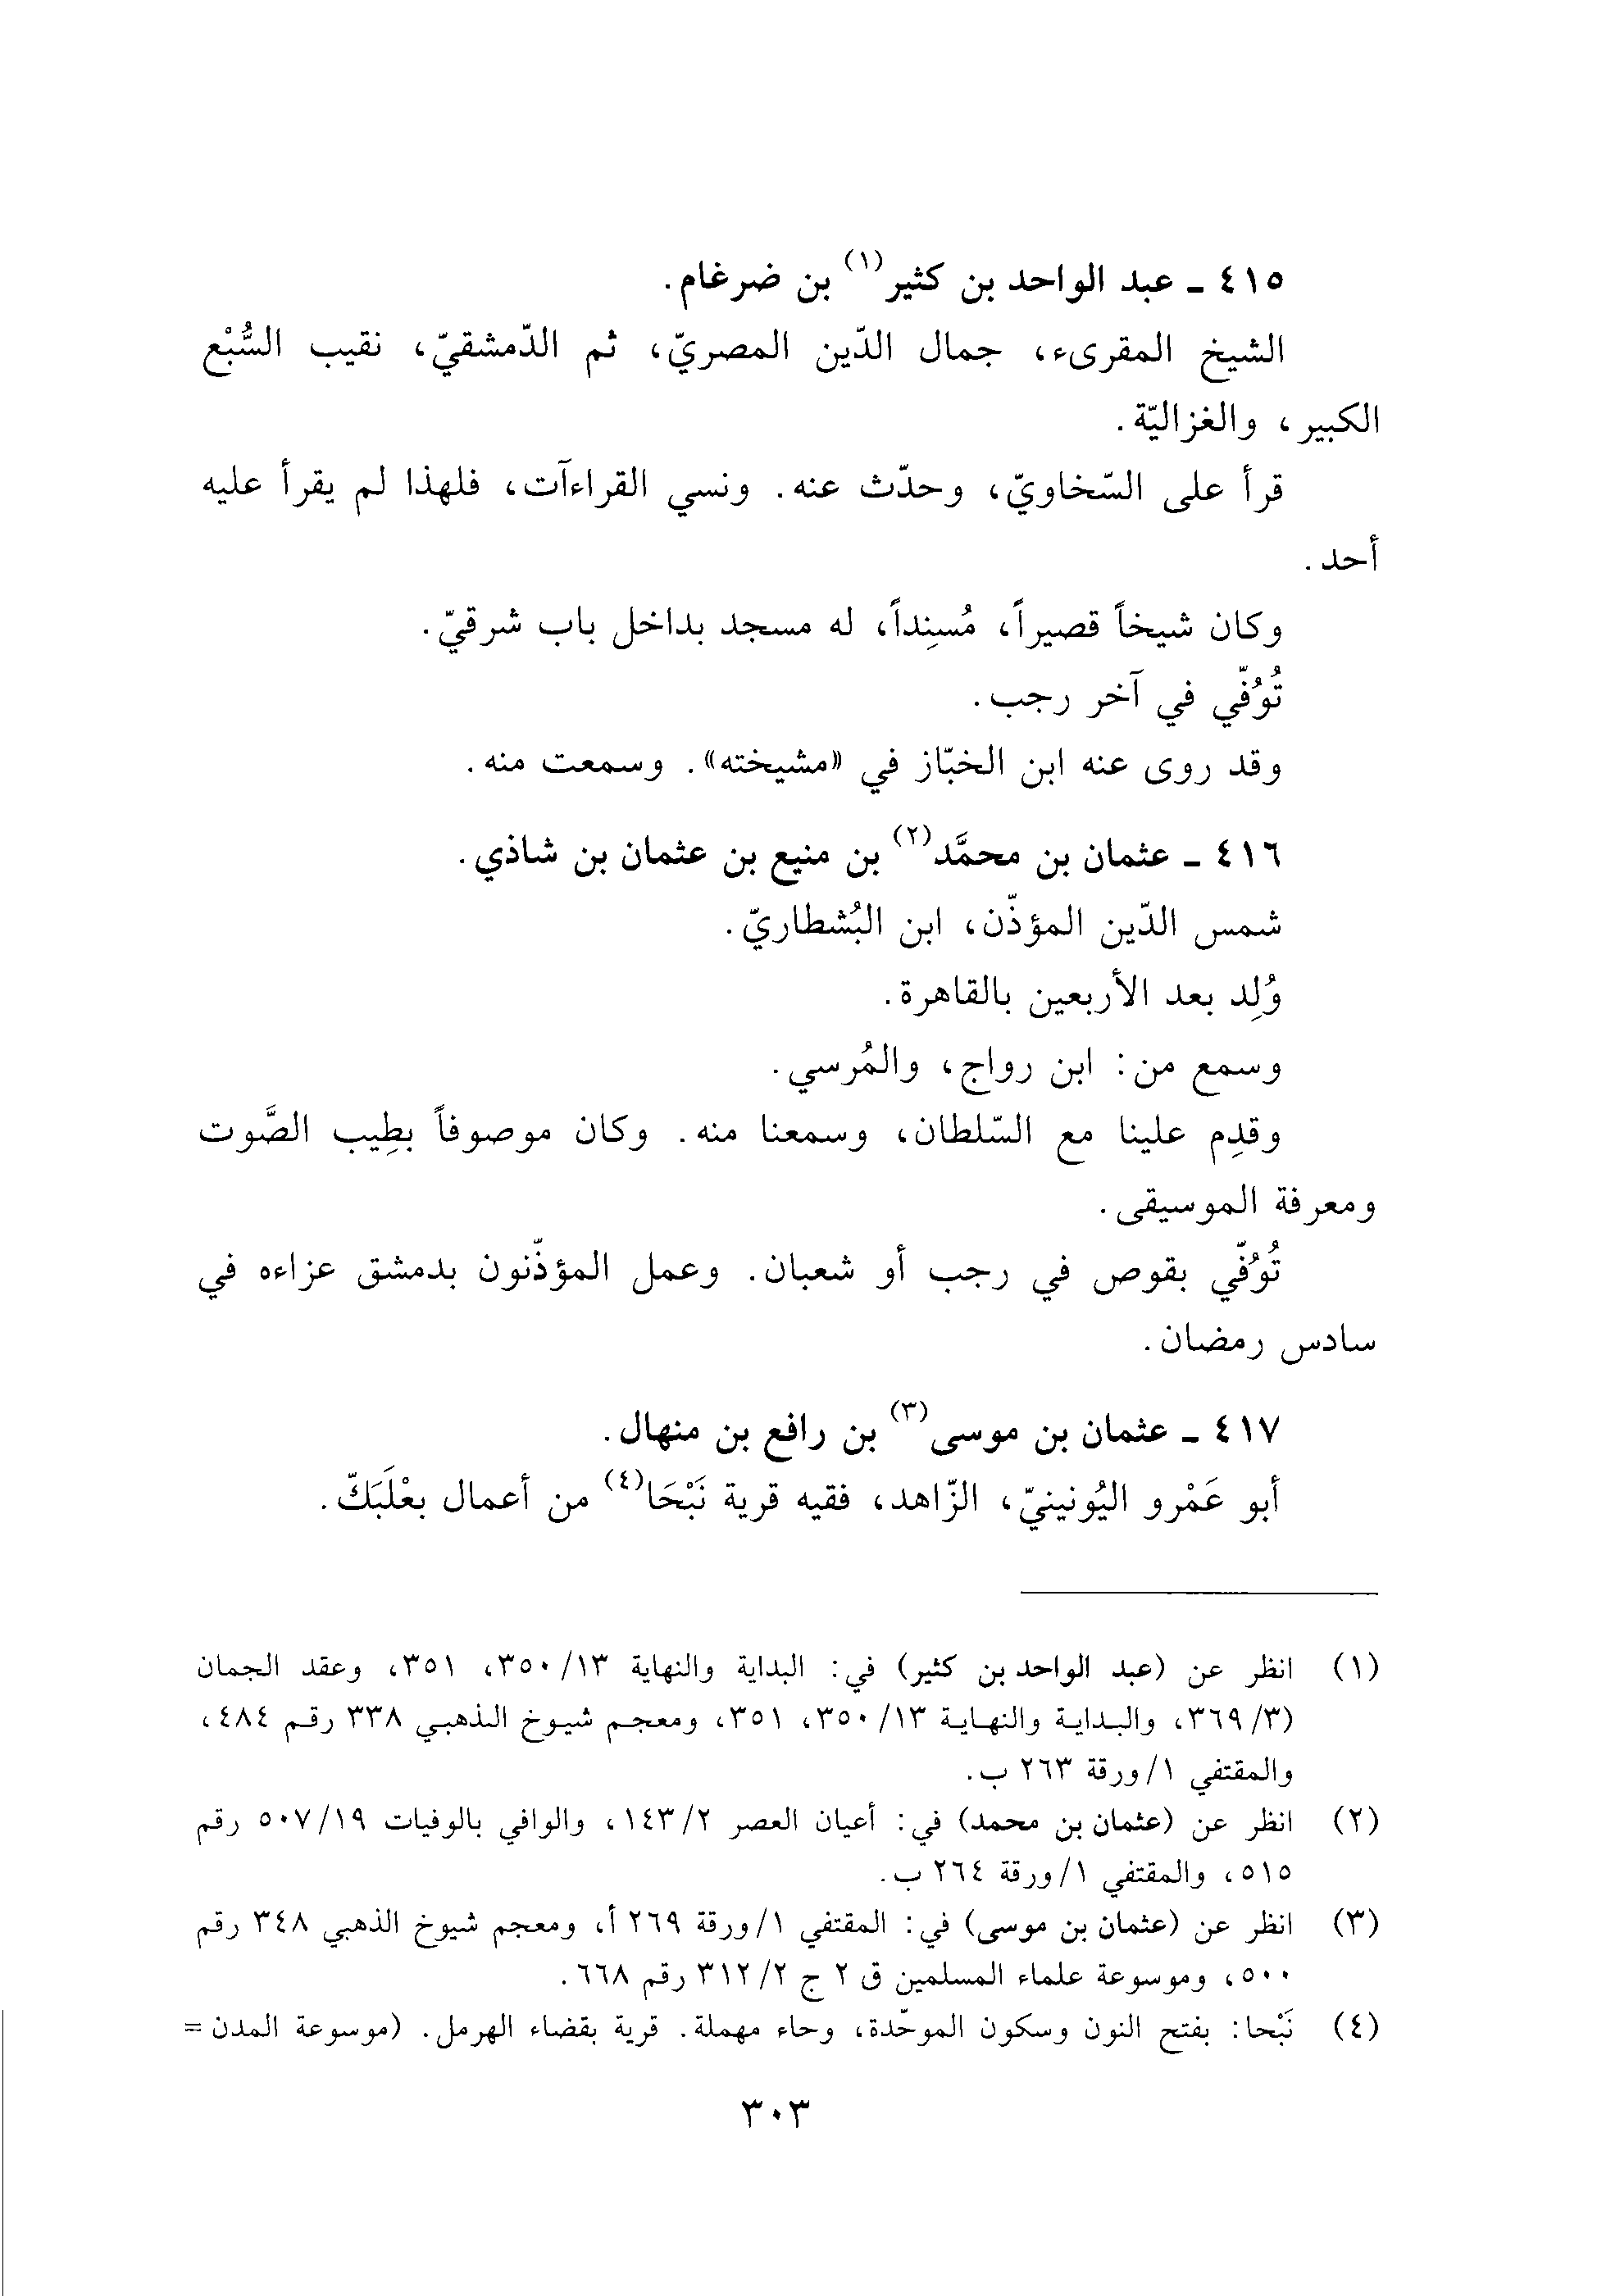 ٤١٥ ـ عبد الواحد بن كثير(١) بن ضرغام.
الشيخ المقرىء، جمال الدّين المصريّ، ثم الدّمشقيّ، نقيب السُّبْع
الكبير، والغزاليّة.
قرأ على السّخاويّ، وحدّث عنه. ونسي القراءآت، فلهذا لم يقرأ عليه
أحد.
وكان شيخاً قصيراً، مُسنِداً، له مسجد بداخل باب شرقيّ.
تُوُفّي في آخر رجب.
وقد روى عنه ابن الخبّاز في «مشيخته». وسمعت منه.
٤١٦ ـ عثمان بن محمَّد(٢) بن منيع بن عثمان بن شاذي.
شمس الدّين المؤذّن، ابن البُشطاريّ.
وُلِد بعد الأربعين بالقاهرة.
وسمع من: ابن رواج، والمُرسي.
وقدِم علينا مع السّلطان، وسمعنا منه. وكان موصوفاً بطِيب الصَّوت
ومعرفة الموسيقى.
تُوُفّي بقوص في رجب أو شعبان. وعمل المؤذّنون بدمشق عزاءه في
سادس رمضان.
٤١٧ ـ عثمان بن موسى(٣) بن رافع بن منهال.
أبو عَمْرو اليُونينيّ، الزّاهد، فقيه قرية نَبْحَا(٤) من أعمال بعْلَبَكّ.
(١) انظر عن (عبد الواحد بن كثير) في: البداية والنهاية ١٣/ ٣٥٠، ٣٥١، وعقد الجمان
(٣/ ٣٦٩، والبداية والنهاية ١٣/ ٣٥٠، ٣٥١، ومعجم شيوخ الذهبي ٣٣٨ رقم ٤٨٤،
والمقتفي ١/ ورقة ٢٦٣ ب.
(٢) انظر عن (عثمان بن محمد) في: أعيان العصر ٢/ ١٤٣، والوافي بالوفيات ١٩/ ٥٠٧ رقم
٥١٥، والمقتفي ١/ ورقة ٢٦٤ ب.
(٣) انظر عن (عثمان بن موسى) في: المقتفي ١/ ورقة ٢٦٩ أ، ومعجم شيوخ الذهبي ٣٤٨ رقم
٥٠٠، وموسوعة علماء المسلمين ق ٢ ج ٢/ ٣١٢ رقم ٦٦٨.
(٤) نَبْحا: بفتح النون وسكون الموحّدة، وحاء مهملة. قرية بقضاء الهرمل. (موسوعة المدن =
٣٠٣